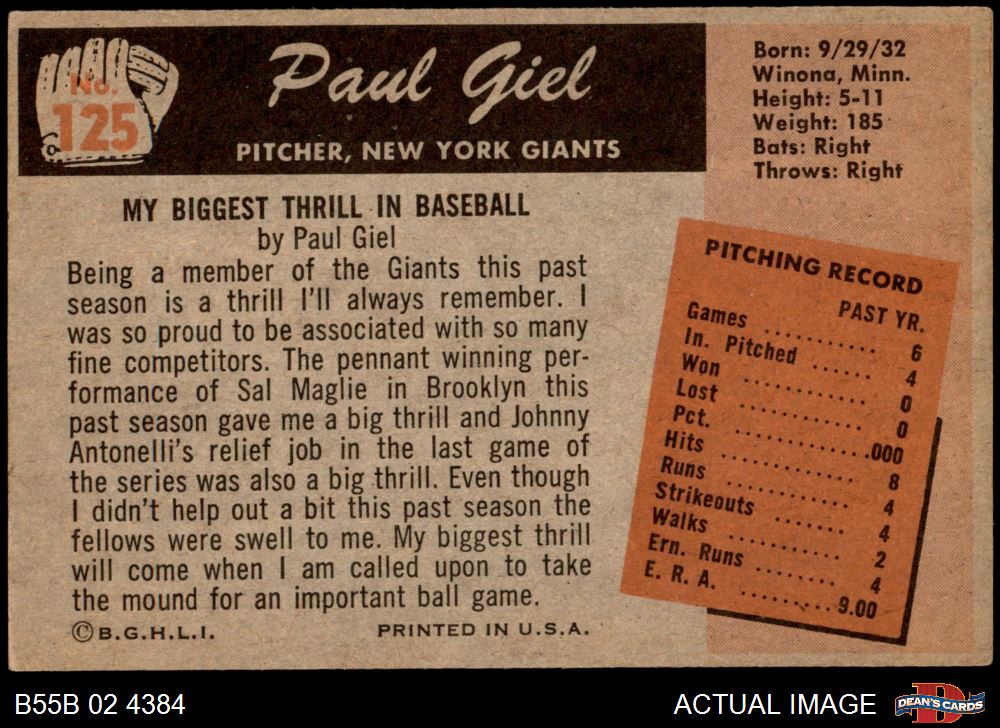 No.
125
Paul Giel
PITCHER, NEW YORK GIANTS
Born: 9/29/32
Winona, Minn.
Height: 5-11
Weight: 185
Bats: Right
Throws: Right
MY BIGGEST THRILL IN BASEBALL
by Paul Giel
Being a member of the Giants this past
season is a thrill I'll always remember. I
was so proud to be associated with so many
fine competitors. The pennant winning per-
formance of Sal Maglie in Brooklyn this
past season gave me a big thrill and Johnny
Antonelli's relief job in the last game of
the series was also a big thrill. Even though
I didn't help out a bit this past season the
fellows were swell to me. My biggest thrill
will come when I am called upon to take
the mound for an important ball game.
©B.G.H.L.I. PRINTED IN U.S.A.
PITCHING RECORD
PAST YR.
Games .......... 6
In. Pitched ...... 4
Won .......... 0
Lost .......... 0
Pct. ..........000
Hits .......... 8
Runs .......... 4
Strikeouts ....... 4
Walks .......... 2
Ern. Runs ........ 4
E. R. A. ..........9.00
B55B 02 4384
ACTUAL IMAGE
D
DEAN'S CARDS